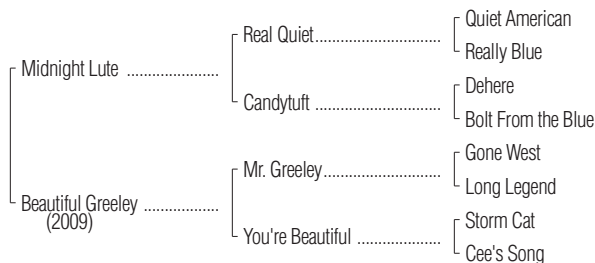 Quiet American
Real Quiet..............................
Really Blue
Midnight Lute ......................
Dehere
Candytuft ..............................
Bolt From the Blue
Gone West
Mr. Greeley............................
Long Legend
Beautiful Greeley ..................
(2009)
Storm Cat
You're Beautiful ....................
Cee's Song